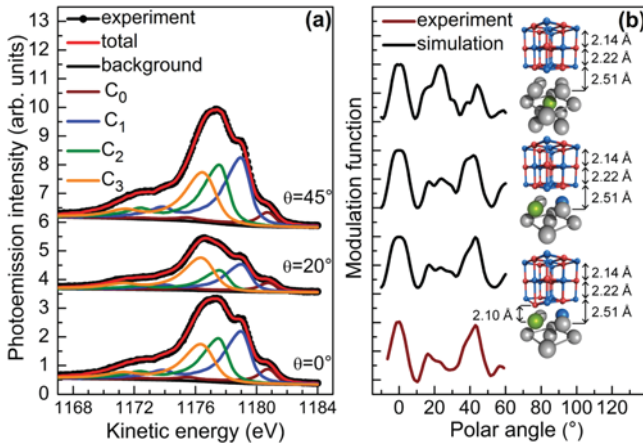 experiment
total
background
C0
C1
C2
C3
(a)
θ=45°
θ=20°
θ=0°
13
12
11
10
9
8
7
6
5
4
3
2
1
0
Photoemission intensity (arb. units)
1168 1172 1176 1180 1184
Kinetic energy (eV)
experiment
simulation
(b)
2.14 Å
2.22 Å
2.51 Å
2.14 Å
2.22 Å
2.51 Å
2.14 Å
2.22 Å
2.10 Å
2.51 Å
Modulation function
0 20 40 60 80 100 120 140
Polar angle (°)